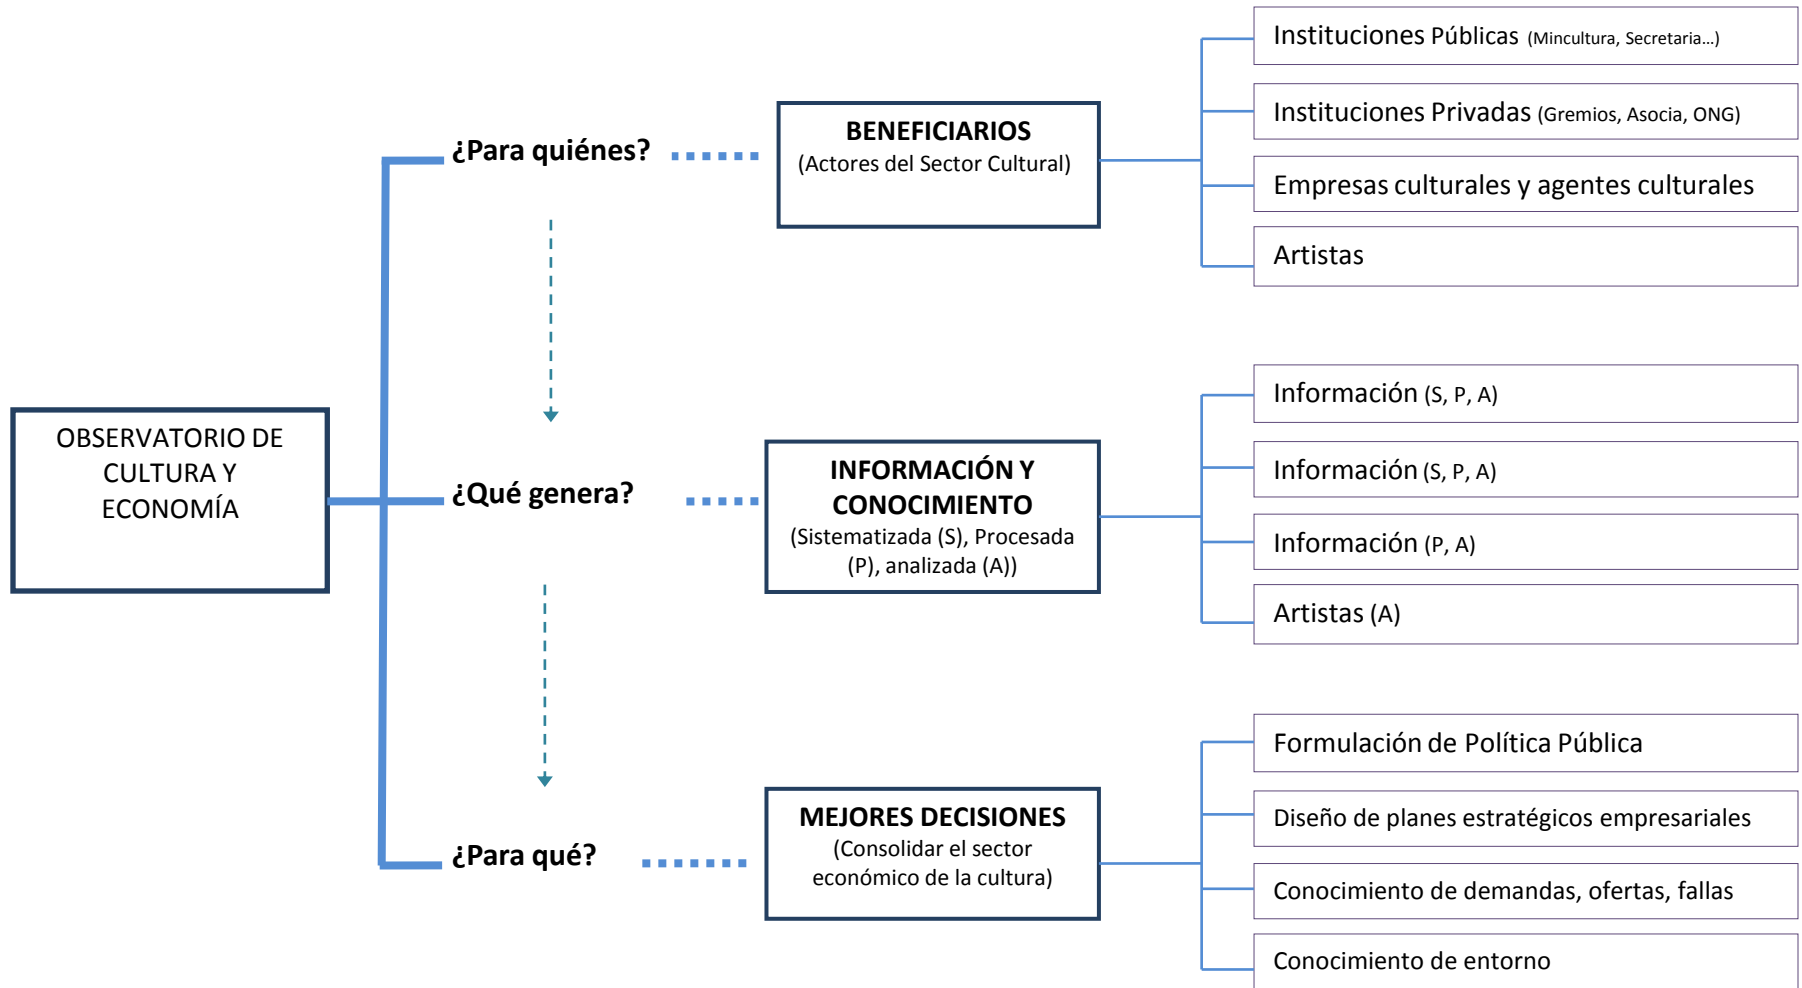 OBSERVATORIO DE
CULTURA Y
ECONOMÍA
¿Para quiénes?
BENEFICIARIOS
(Actores del Sector Cultural)
Instituciones Públicas (Mincultura, Secretaria...)
Instituciones Privadas (Gremios, Asocia, ONG)
Empresas culturales y agentes culturales
Artistas
¿Qué genera?
INFORMACIÓN Y
CONOCIMIENTO
(Sistematizada (S), Procesada
(P), analizada (A))
Información (S, P, A)
Información (S, P, A)
Información (P, A)
Artistas (A)
¿Para qué?
MEJORES DECISIONES
(Consolidar el sector
económico de la cultura)
Formulación de Política Pública
Diseño de planes estratégicos empresariales
Conocimiento de demandas, ofertas, fallas
Conocimiento de entorno